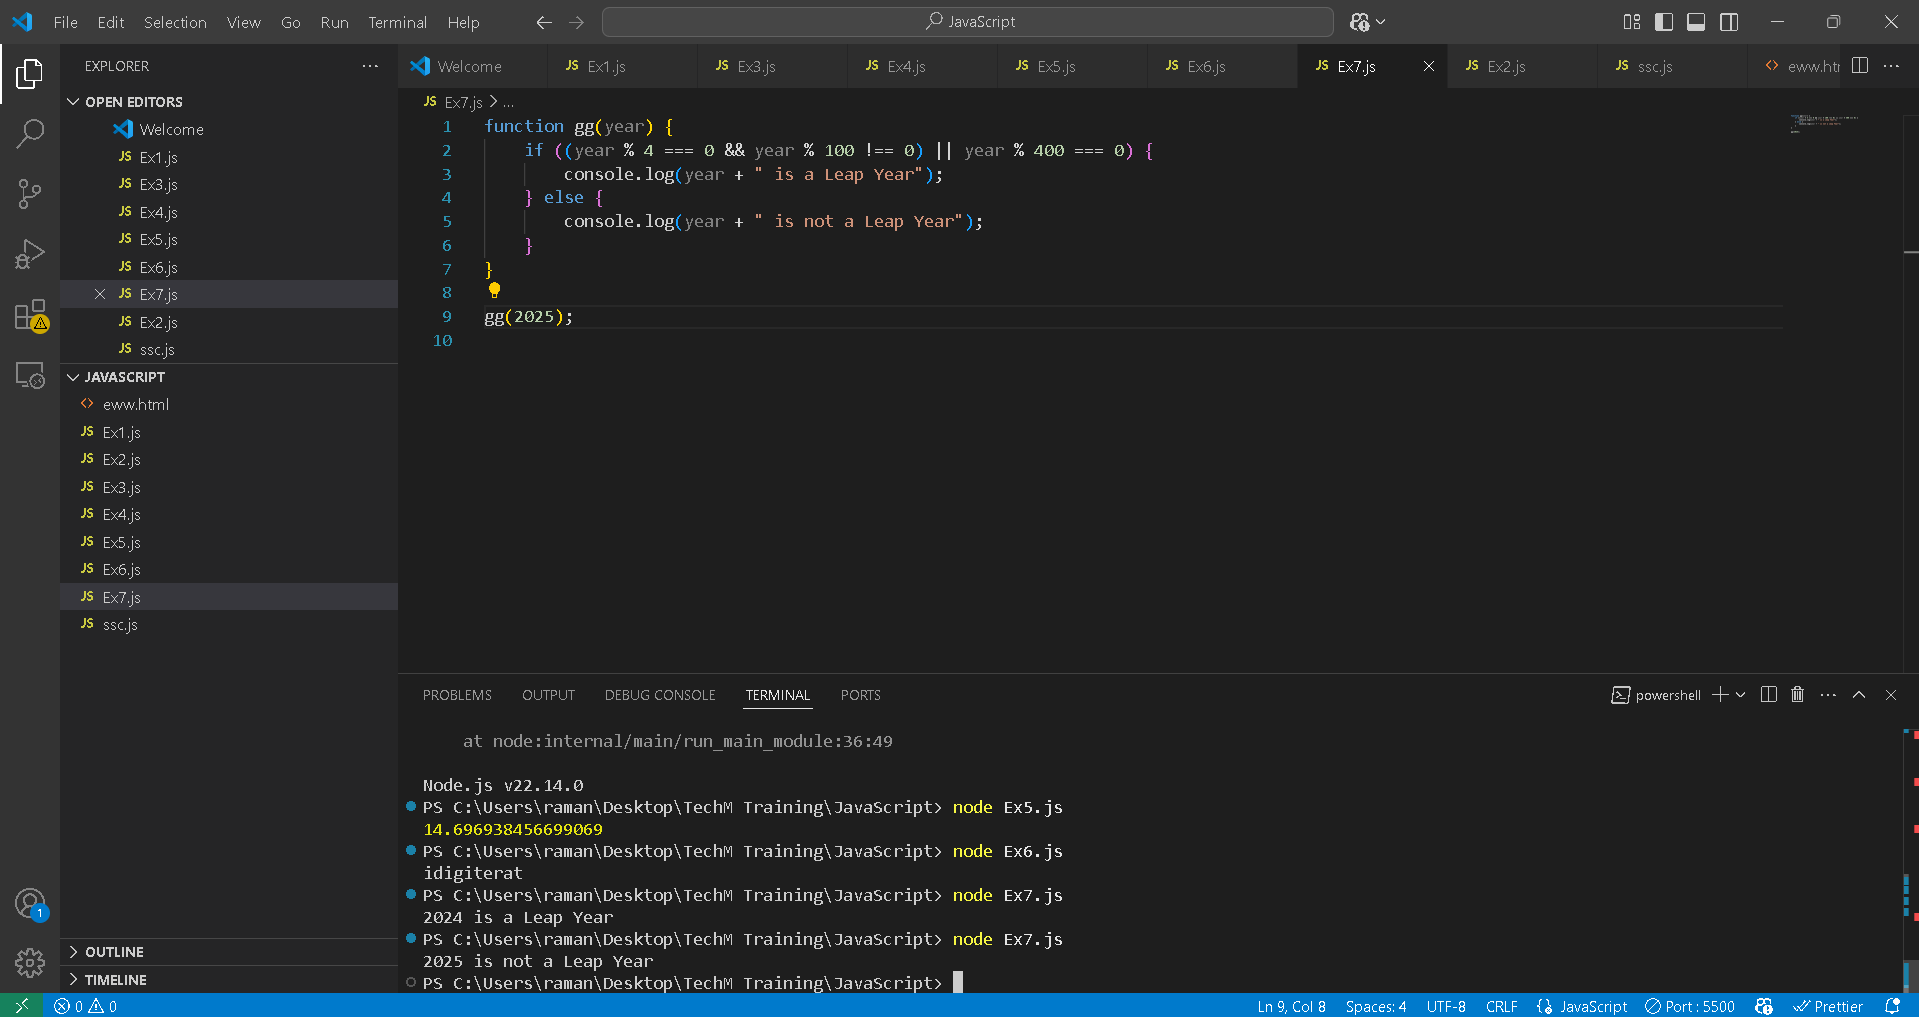 File Edit Selection View Go Run Terminal Help
JavaScript
EXPLORER
OPEN EDITORS
Welcome
JS Ex1.js
JS Ex3.js
JS Ex4.js
JS Ex5.js
JS Ex6.js
JS Ex7.js
JS Ex2.js
JS ssc.js
JAVASCRIPT
<> eww.html
JS Ex1.js
JS Ex2.js
JS Ex3.js
JS Ex4.js
JS Ex5.js
JS Ex6.js
JS Ex7.js
JS ssc.js
OUTLINE
TIMELINE
1
Welcome JS Ex1.js JS Ex3.js JS Ex4.js JS Ex5.js JS Ex6.js JS Ex7.js JS Ex2.js JS ssc.js <> eww.htr
JS Ex7.js > ...
1 function gg(year) {
2 if ((year % 4 === 0 && year % 100 !== 0) || year % 400 === 0) {
3 console.log(year + " is a Leap Year");
4 } else {
5 console.log(year + " is not a Leap Year");
6 }
7 }
8
9 gg(2025);
10
PROBLEMS OUTPUT DEBUG CONSOLE TERMINAL PORTS
powershell
at node:internal/main/run_main_module:36:49
Node.js v22.14.0
PS C:\Users\raman\Desktop\TechM Training\JavaScript> node Ex5.js
14.696938456699069
PS C:\Users\raman\Desktop\TechM Training\JavaScript> node Ex6.js
idigiterat
PS C:\Users\raman\Desktop\TechM Training\JavaScript> node Ex7.js
2024 is a Leap Year
PS C:\Users\raman\Desktop\TechM Training\JavaScript> node Ex7.js
2025 is not a Leap Year
PS C:\Users\raman\Desktop\TechM Training\JavaScript>
0 0 Ln 9, Col 8 Spaces: 4 UTF-8 CRLF JavaScript Port : 5500 Prettier